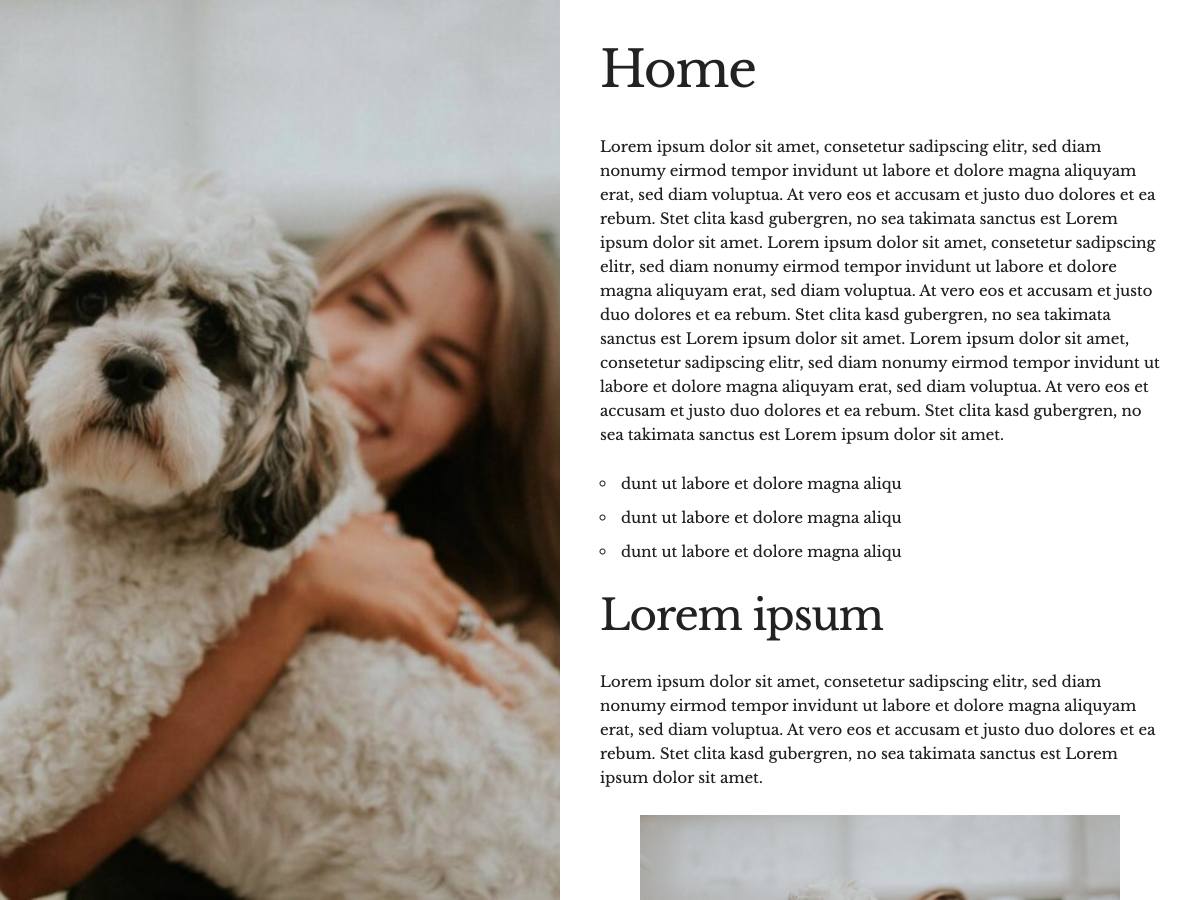 Home
Lorem ipsum dolor sit amet, consetetur sadipscing elitr, sed diam
nonumy eirmod tempor invidunt ut labore et dolore magna aliquyam
erat, sed diam voluptua. At vero eos et accusam et justo duo dolores et ea
rebum. Stet clita kasd gubergren, no sea takimata sanctus est Lorem
ipsum dolor sit amet. Lorem ipsum dolor sit amet, consetetur sadipscing
elitr, sed diam nonumy eirmod tempor invidunt ut labore et dolore
magna aliquyam erat, sed diam voluptua. At vero eos et accusam et justo
duo dolores et ea rebum. Stet clita kasd gubergren, no sea takimata
sanctus est Lorem ipsum dolor sit amet. Lorem ipsum dolor sit amet,
consetetur sadipscing elitr, sed diam nonumy eirmod tempor invidunt ut
labore et dolore magna aliquyam erat, sed diam voluptua. At vero eos et
accusam et justo duo dolores et ea rebum. Stet clita kasd gubergren, no
sea takimata sanctus est Lorem ipsum dolor sit amet.
dunt ut labore et dolore magna aliqu
dunt ut labore et dolore magna aliqu
dunt ut labore et dolore magna aliqu
Lorem ipsum
Lorem ipsum dolor sit amet, consetetur sadipscing elitr, sed diam
nonumy eirmod tempor invidunt ut labore et dolore magna aliquyam
erat, sed diam voluptua. At vero eos et accusam et justo duo dolores et ea
rebum. Stet clita kasd gubergren, no sea takimata sanctus est Lorem
ipsum dolor sit amet.